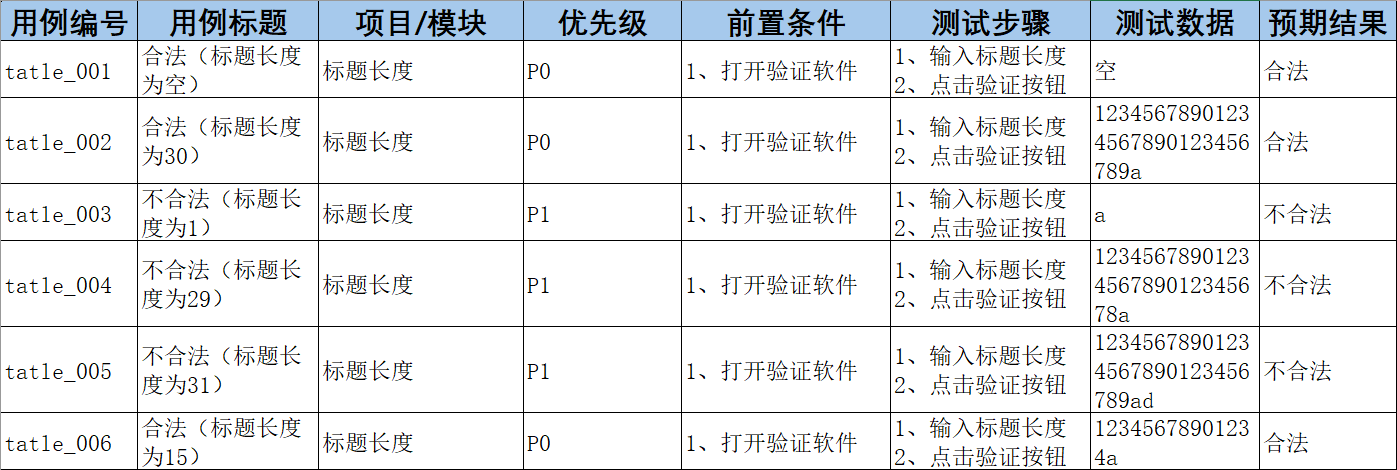 用例编号 用例标题 项目/模块 优先级 前置条件 测试步骤 测试数据 预期结果
tatle_001 合法（标题长度为空） 标题长度 P0 1、打开验证软件 1、输入标题长度 2、点击验证按钮 空 合法
tatle_002 合法（标题长度为30） 标题长度 P0 1、打开验证软件 1、输入标题长度 2、点击验证按钮 12345678901234567890123456789a 合法
tatle_003 不合法（标题长度为1） 标题长度 P1 1、打开验证软件 1、输入标题长度 2、点击验证按钮 a 不合法
tatle_004 不合法（标题长度为29） 标题长度 P1 1、打开验证软件 1、输入标题长度 2、点击验证按钮 1234567890123456789012345678a 不合法
tatle_005 不合法（标题长度为31） 标题长度 P1 1、打开验证软件 1、输入标题长度 2、点击验证按钮 12345678901234567890123456789ad 不合法
tatle_006 合法（标题长度为15） 标题长度 P0 1、打开验证软件 1、输入标题长度 2、点击验证按钮 12345678901234a 合法